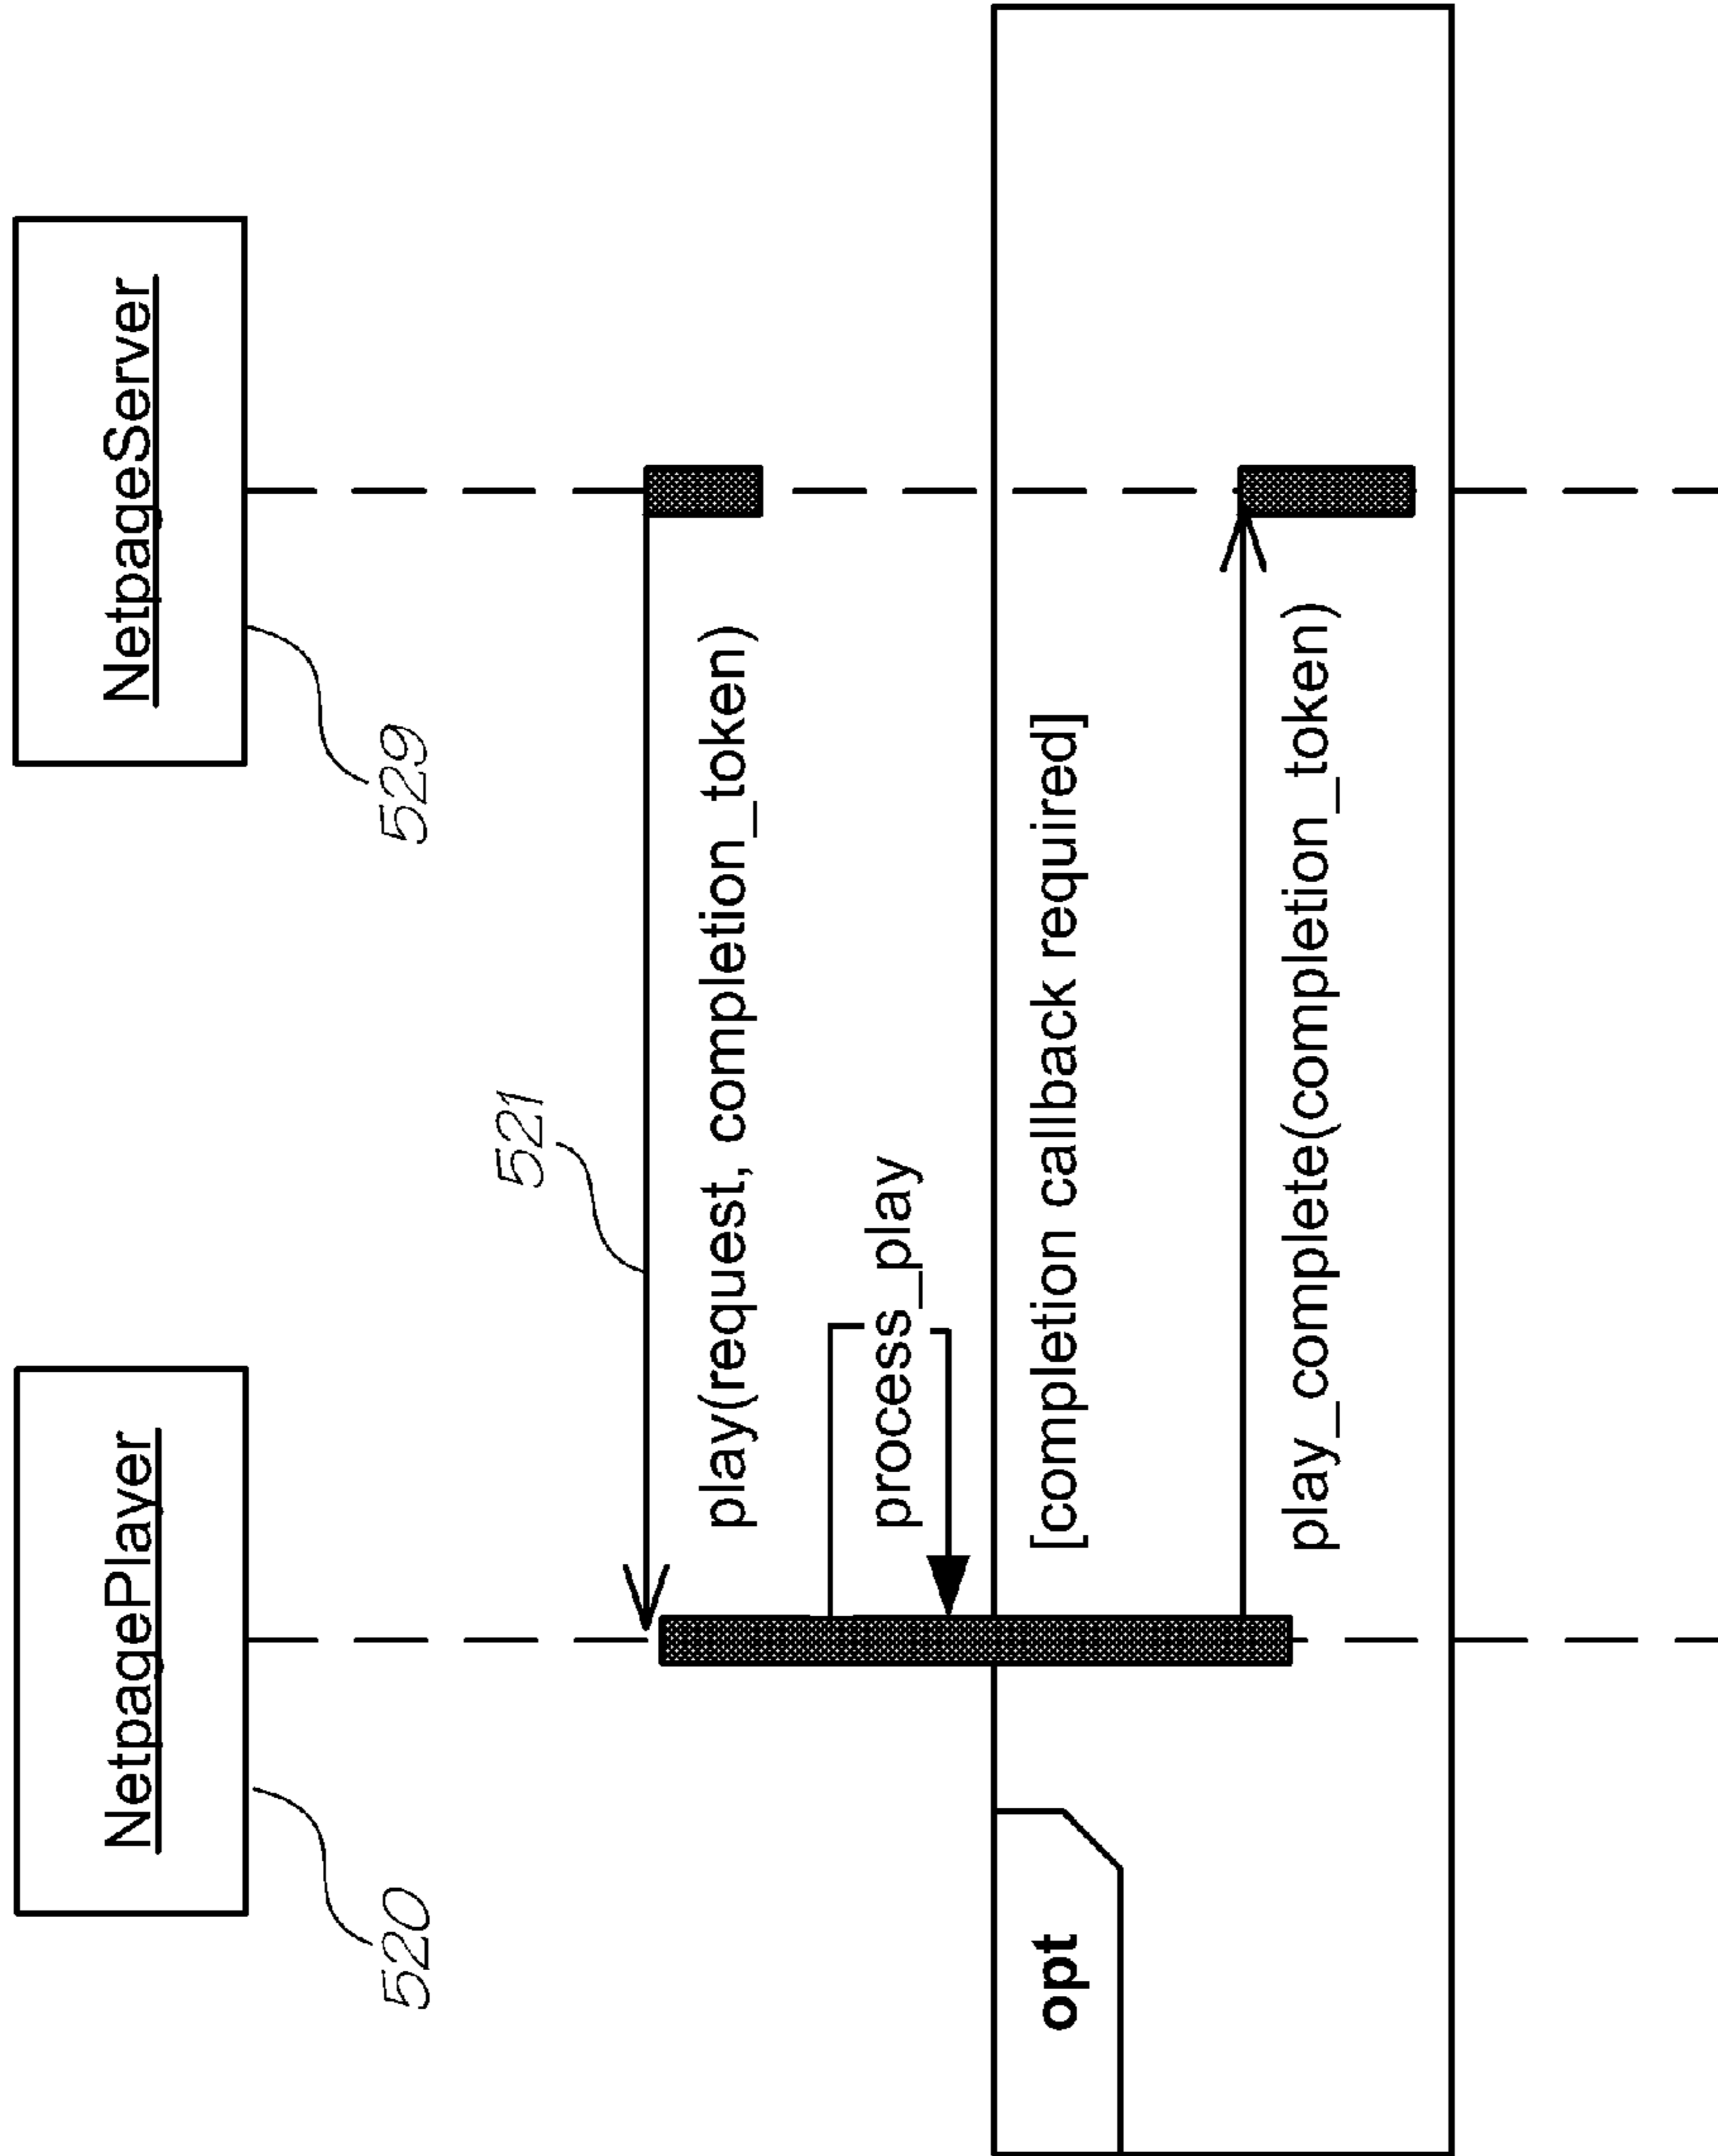 NetpagePlayer
NetpageServer
520
529
521
play(request, completion_token)
process_play
opt
[completion callback required]
play_complete(completion_token)